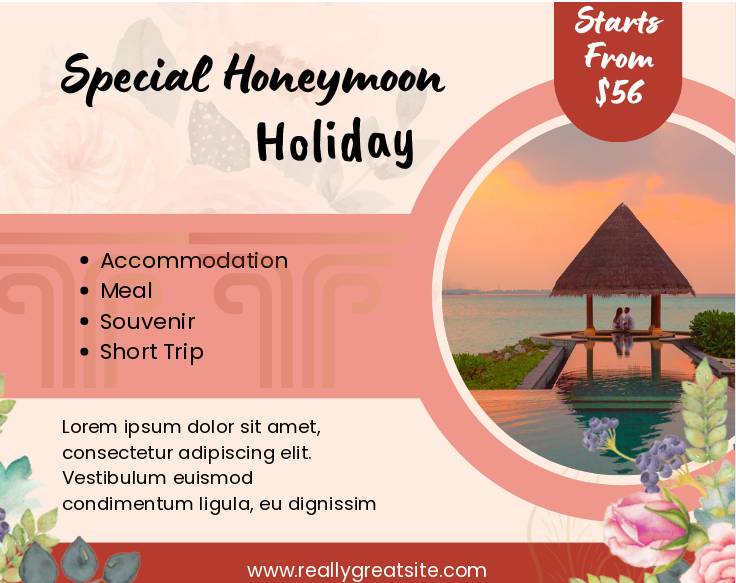 Special Honeymoon
Holiday
Starts
From
$56
Accommodation
Meal
Souvenir
Short Trip
Lorem ipsum dolor sit amet,
consectetur adipiscing elit.
Vestibulum euismod
condimentum ligula, eu dignissim
www.reallygreatsite.com